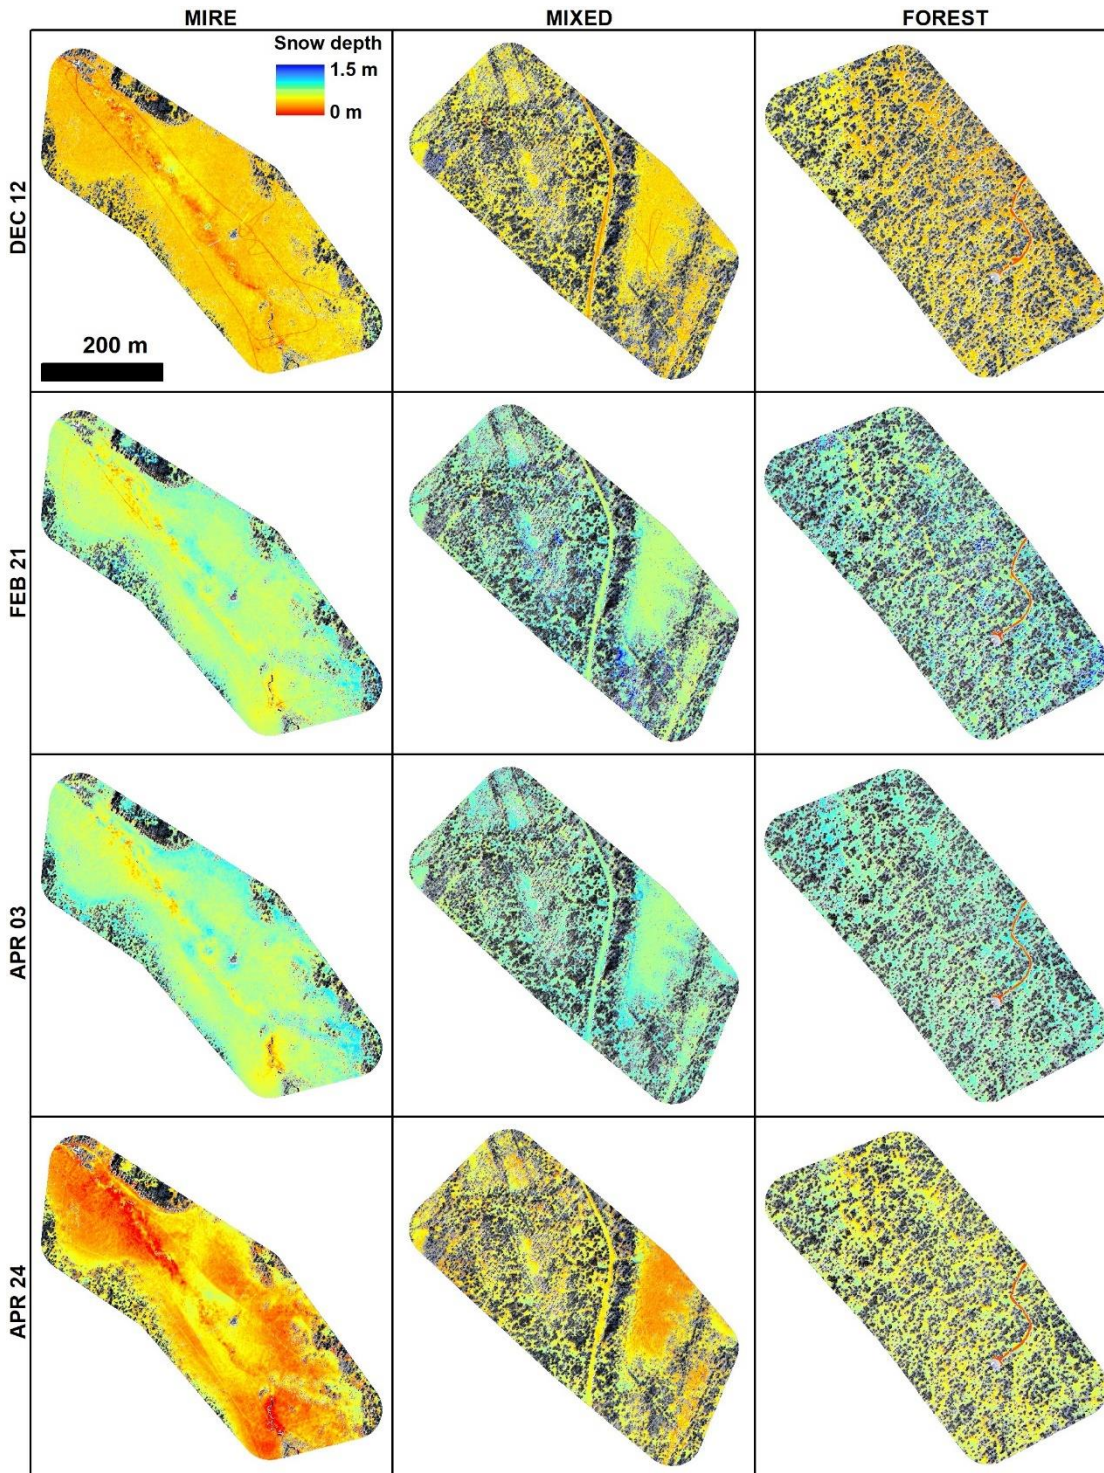 MIRE
MIXED
FOREST
Snow depth
1.5 m
0 m
DEC 12
200 m
FEB 21
APR 03
APR 24